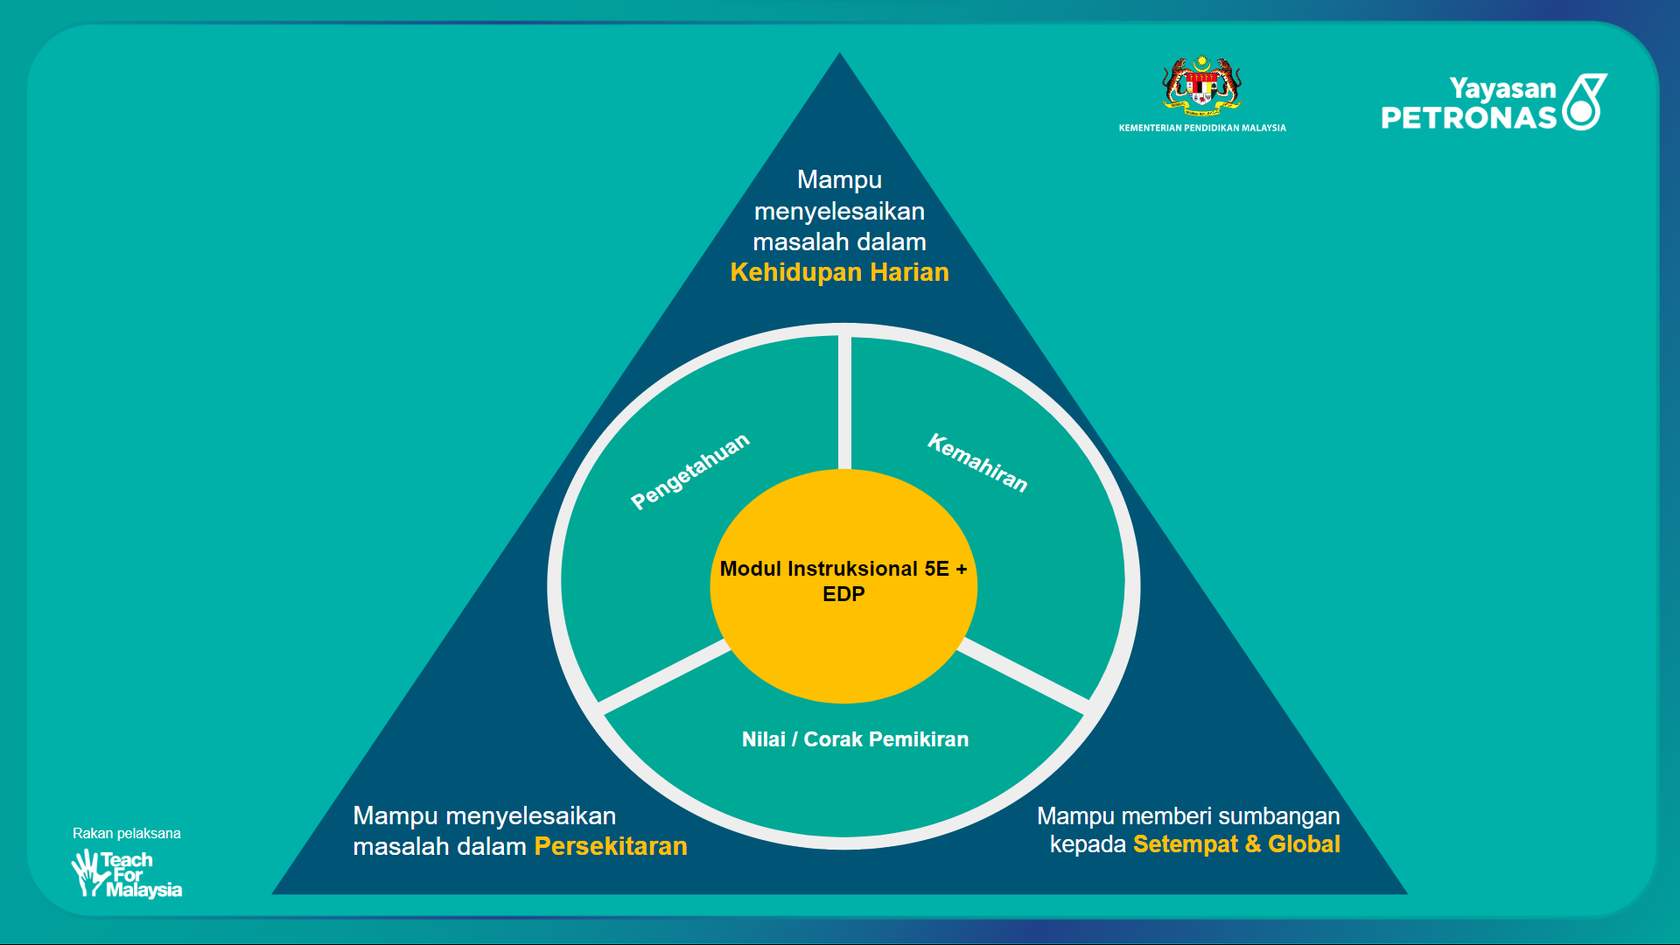 KEMENTERIAN PENDIDIKAN MALAYSIA
Yayasan
PETRONAS
Mampu
menyelesaikan
masalah dalam
Kehidupan Harian
Pengetahuan
Kemahiran
Modul Instruksional 5E +
EDP
Nilai / Corak Pemikiran
Mampu menyelesaikan
masalah dalam Persekitaran
Mampu memberi sumbangan
kepada Setempat & Global
Rakan pelaksana
Teach
For
Malaysia